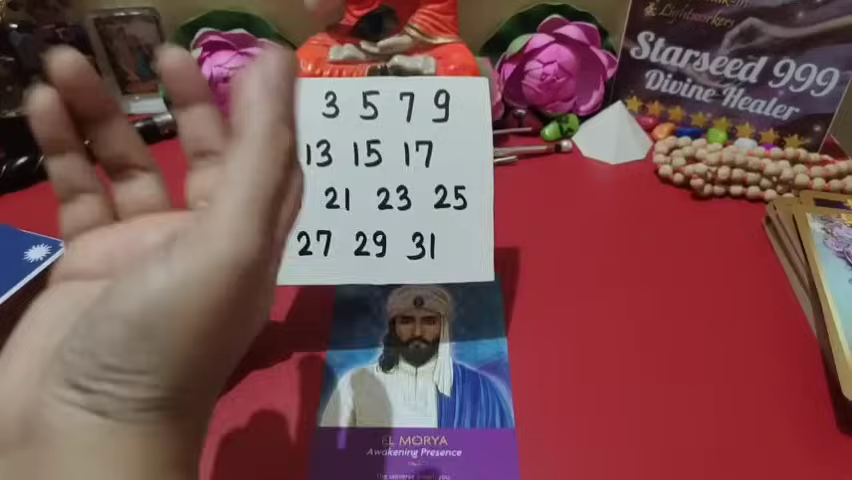 & Lightworkers
Starseed 999
Divine Healer
3 5 7 9
13 15 17
21 23 25
27 29 31
EL MORYA
Awakening Presence